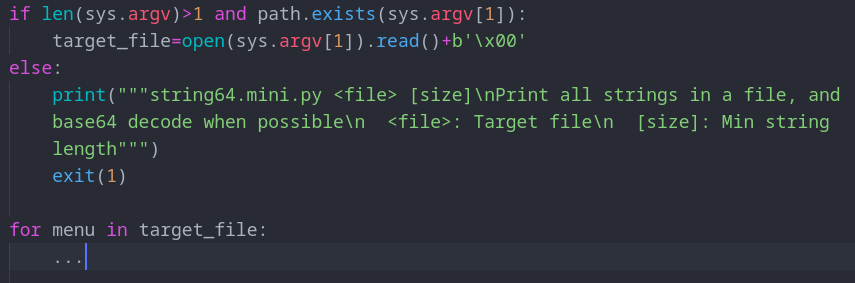 if len(sys.argv)>1 and path.exists(sys.argv[1]):
    target_file=open(sys.argv[1]).read()+b'\x00'
else:
    print("""string64.mini.py <file> [size]\nPrint all strings in a file, and
    base64 decode when possible\n  <file>: Target file\n  [size]: Min string
    length""")
    exit(1)

for menu in target_file:
    ...